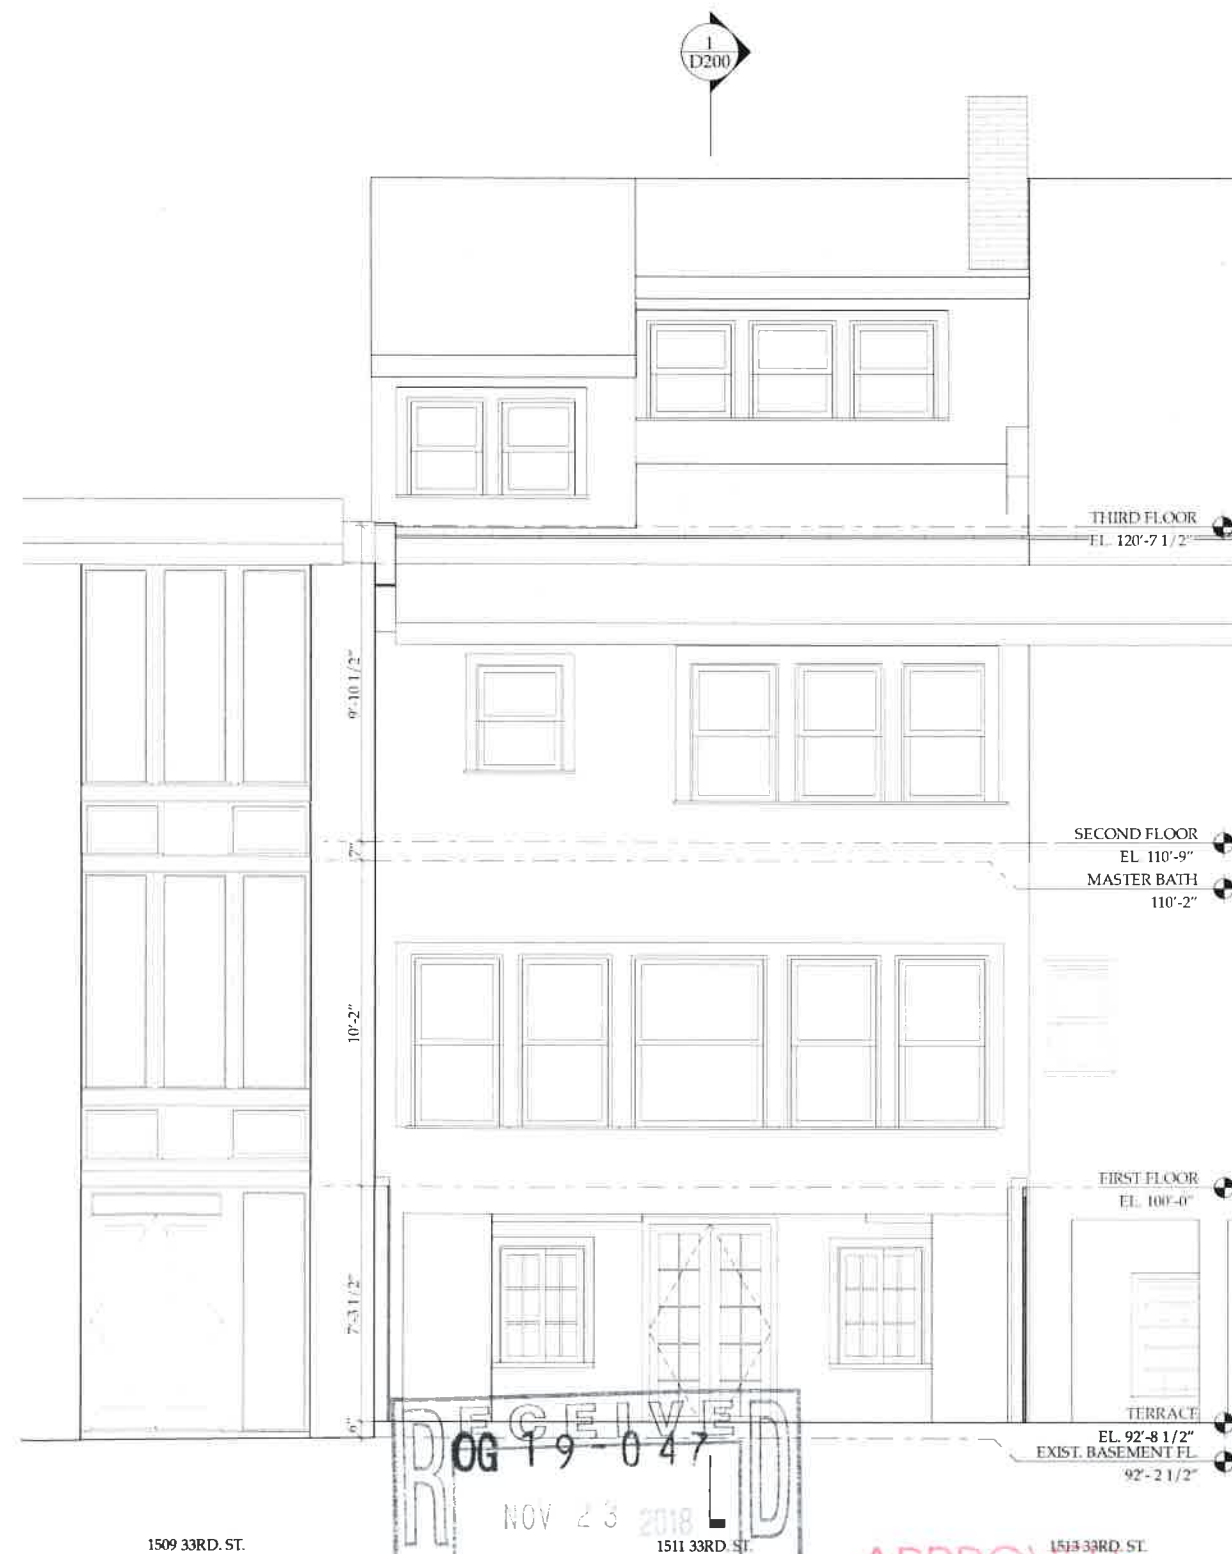 1
D200
THIRD FLOOR
EL. 120'-7 1/2"
9'-10 1/2"
SECOND FLOOR
EL. 110'-9"
7"
MASTER BATH
110'-2"
10'-2"
FIRST FLOOR
EL. 100'-0"
7'-3 1/2"
TERRACE
EL. 92'-8 1/2"
6"
EXIST. BASEMENT FL.
92'- 2 1/2"
RECEIVED
OG 19-047
NOV 23 2018
1509 33RD. ST.
1511 33RD. ST.
1513 33RD. ST.